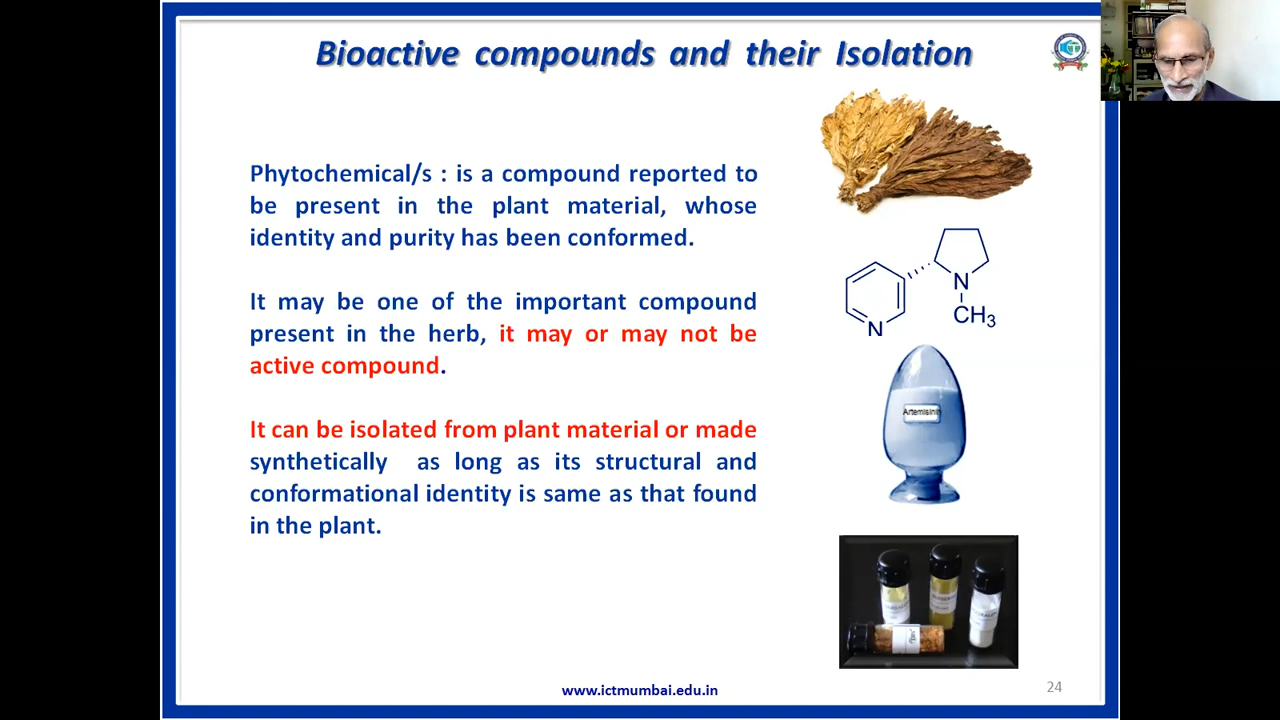 Bioactive compounds and their Isolation
Phytochemical/s : is a compound reported to
be present in the plant material, whose
identity and purity has been conformed.
It may be one of the important compound
present in the herb, it may or may not be
active compound.
It can be isolated from plant material or made
synthetically as long as its structural and
conformational identity is same as that found
in the plant.
N
N
CH3
Artemisinin
www.ictmumbai.edu.in
24